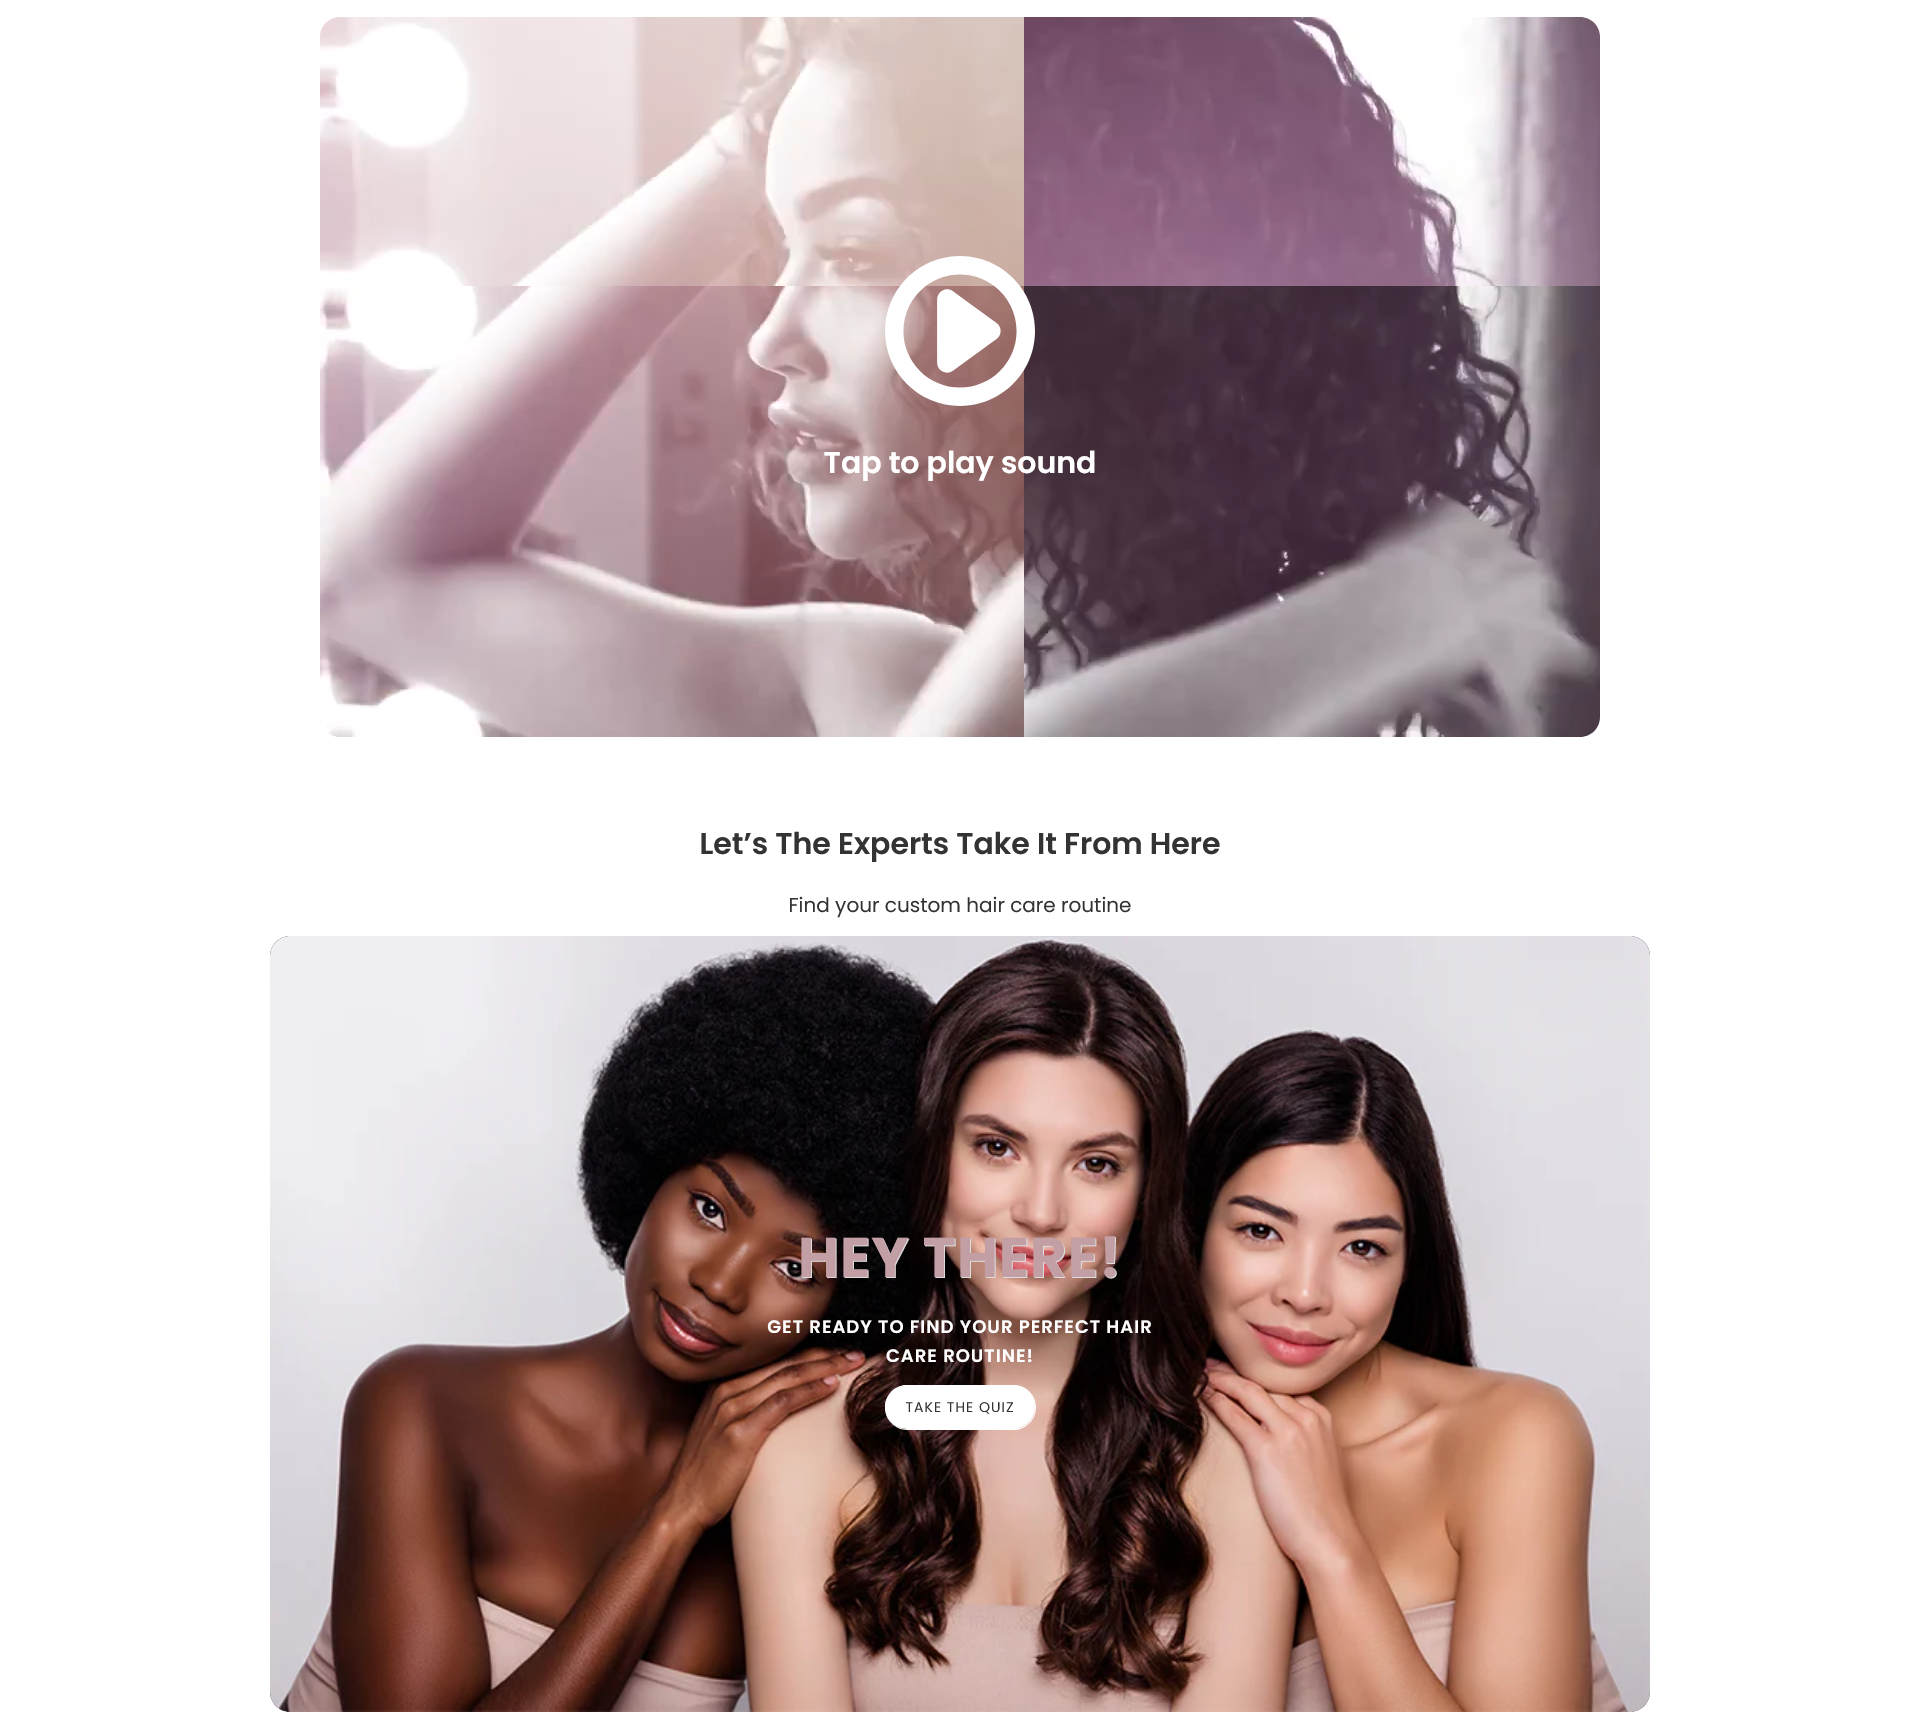 Tap to play sound
Let’s The Experts Take It From Here
Find your custom hair care routine
HEY THERE!
GET READY TO FIND YOUR PERFECT HAIR
CARE ROUTINE!
TAKE THE QUIZ